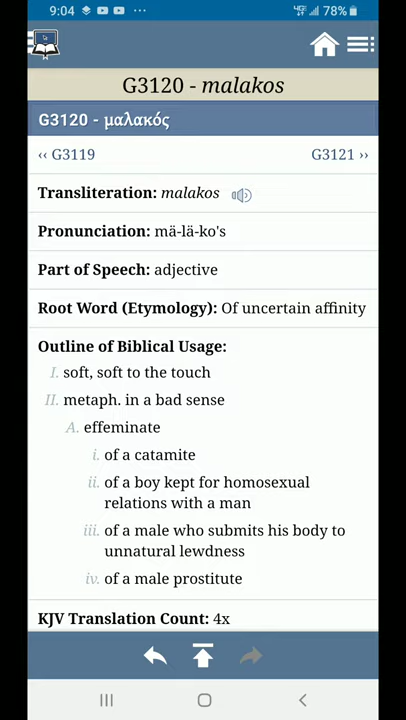 9:04 78%
G3120 - malakos
G3120 - μαλακός
‹‹ G3119 G3121 ››
Transliteration: malakos
Pronunciation: mä-lä-ko's
Part of Speech: adjective
Root Word (Etymology): Of uncertain affinity
Outline of Biblical Usage:
I. soft, soft to the touch
II. metaph. in a bad sense
A. effeminate
i. of a catamite
ii. of a boy kept for homosexual
relations with a man
iii. of a male who submits his body to
unnatural lewdness
iv. of a male prostitute
KJV Translation Count: 4x